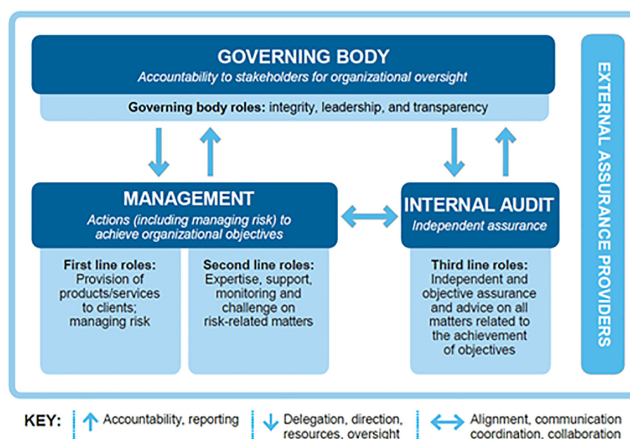 GOVERNING BODY
Accountability to stakeholders for organizational oversight
Governing body roles: integrity, leadership, and transparency
MANAGEMENT
Actions (including managing risk) to
achieve organizational objectives
INTERNAL AUDIT
Independent assurance
First line roles:
Provision of
products/services
to clients;
managing risk
Second line roles:
Expertise, support,
monitoring and
challenge on
risk-related matters
Third line roles:
Independent and
objective assurance
and advice on all
matters related to
the achievement
of objectives
EXTERNAL ASSURANCE PROVIDERS
KEY:
Accountability, reporting
Delegation, direction,
resources, oversight
Alignment, communication
coordination, collaboration